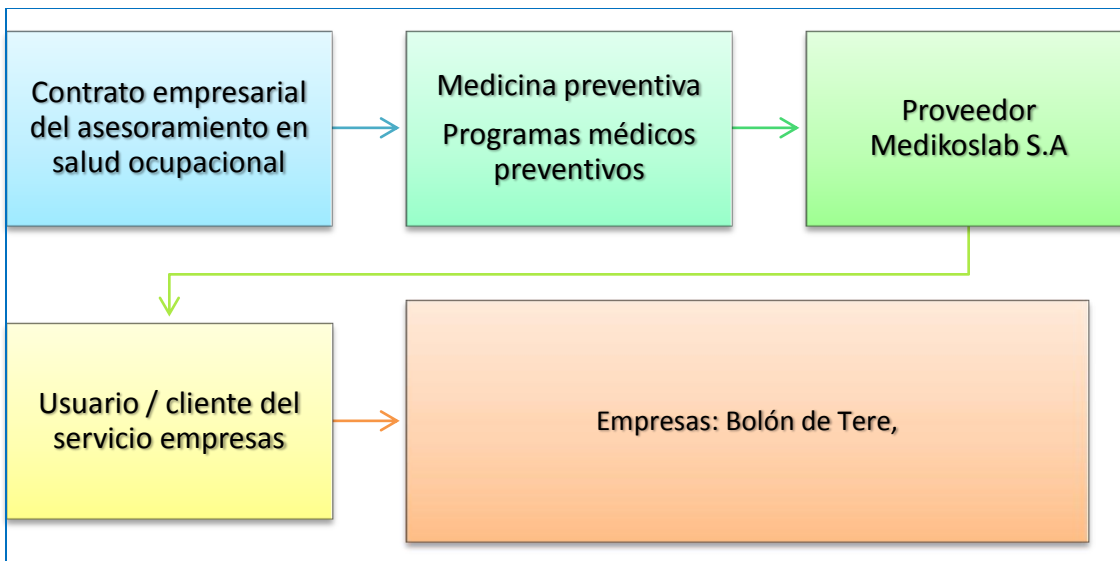 Contrato empresarial
del asesoramiento en
salud ocupacional
Medicina preventiva
Programas médicos
preventivos
Proveedor
Medikoslab S.A
Usuario / cliente del
servicio empresas
Empresas: Bolón de Tere,